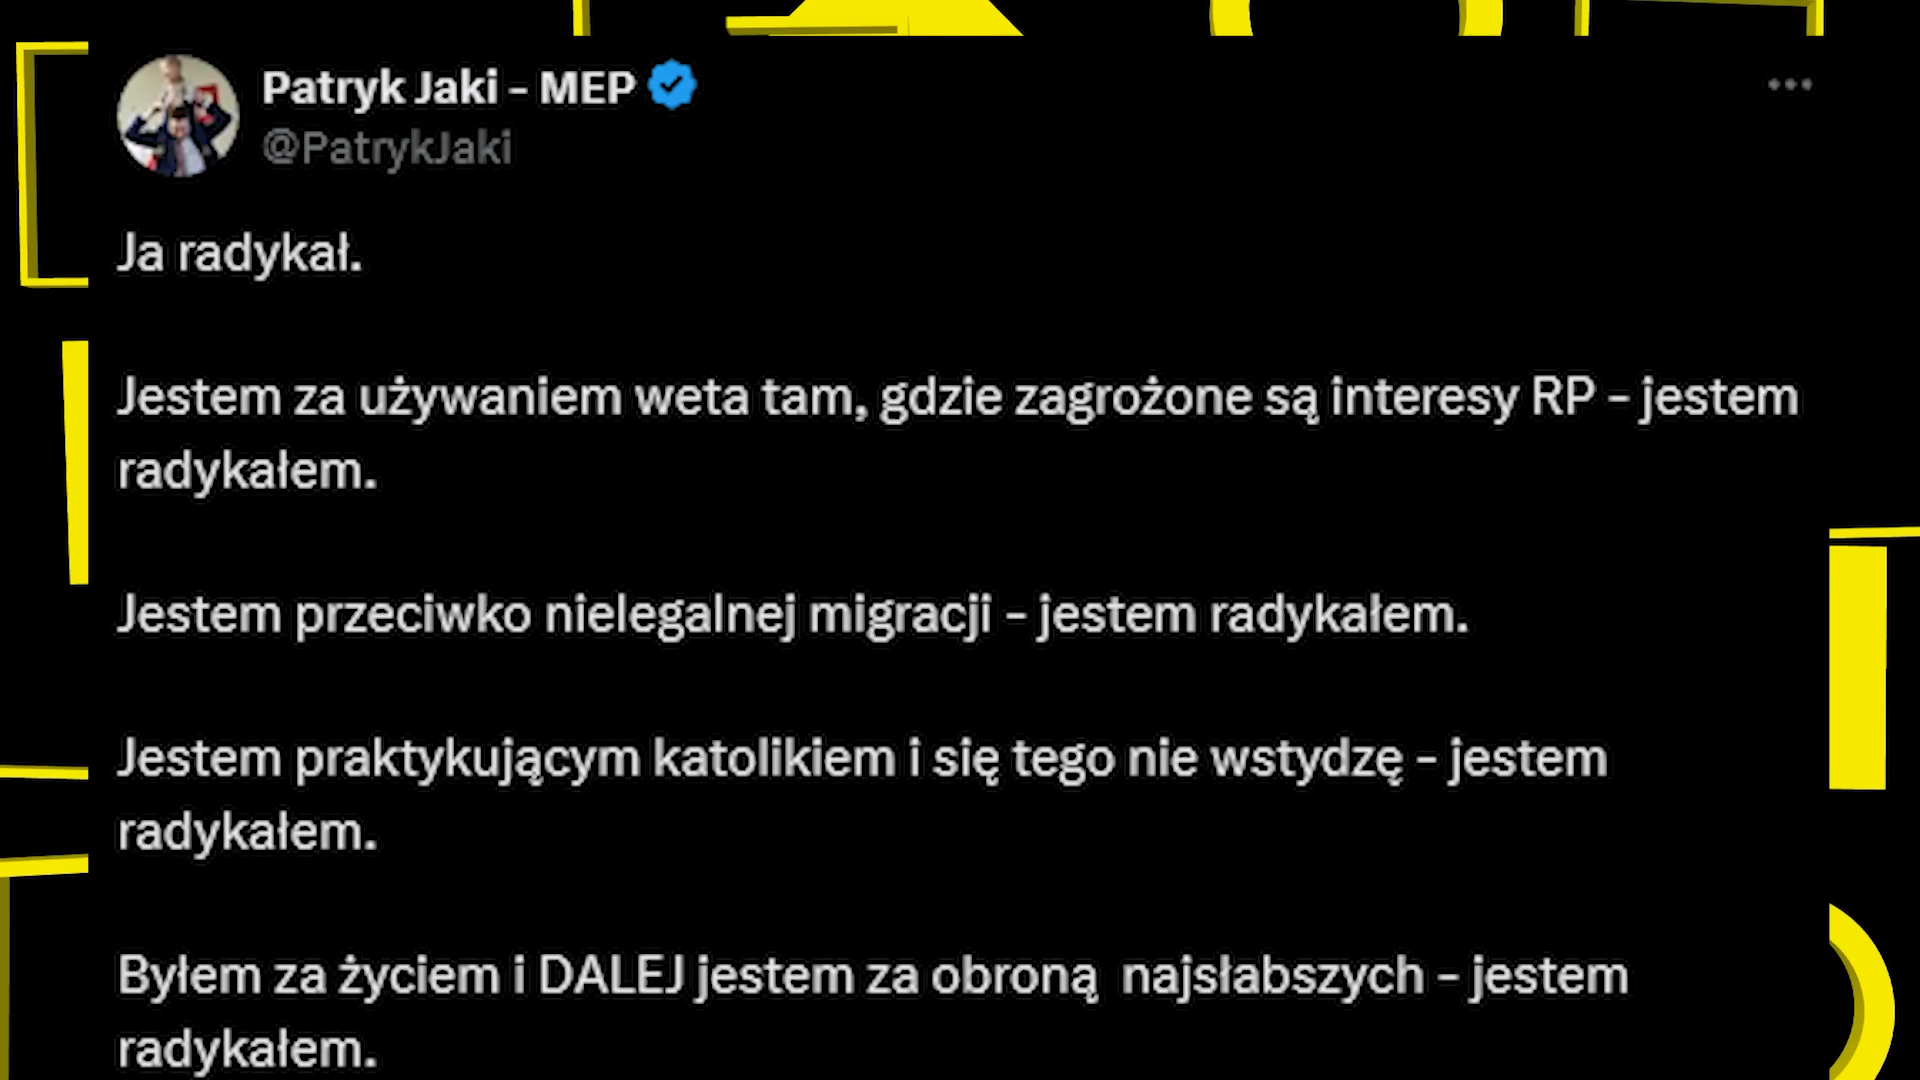 Patryk Jaki - MEP
@PatrykJaki
Ja radykał.
Jestem za używaniem weta tam, gdzie zagrożone są interesy RP - jestem
radykałem.
Jestem przeciwko nielegalnej migracji - jestem radykałem.
Jestem praktykującym katolikiem i się tego nie wstydzę - jestem
radykałem.
Byłem za życiem i DALEJ jestem za obroną  najsłabszych - jestem
radykałem.